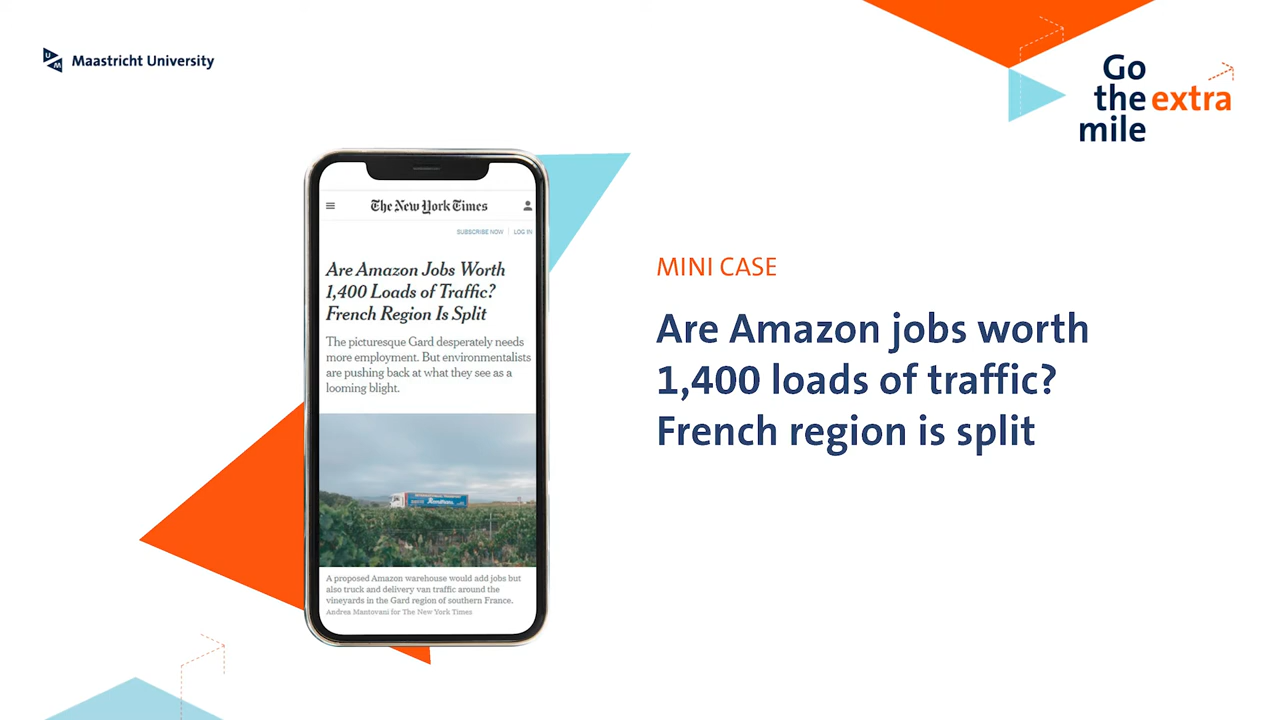 Maastricht University
Go
the extra
mile
The New York Times
SUBSCRIBE NOW | LOG IN
Are Amazon Jobs Worth
1,400 Loads of Traffic?
French Region Is Split
The picturesque Gard desperately needs
more employment. But environmentalists
are pushing back at what they see as a
looming blight.
A proposed Amazon warehouse would add jobs but
also truck and delivery van traffic around the
vineyards in the Gard region of southern France.
Andrea Mantovani for The New York Times
MINI CASE
Are Amazon jobs worth
1,400 loads of traffic?
French region is split